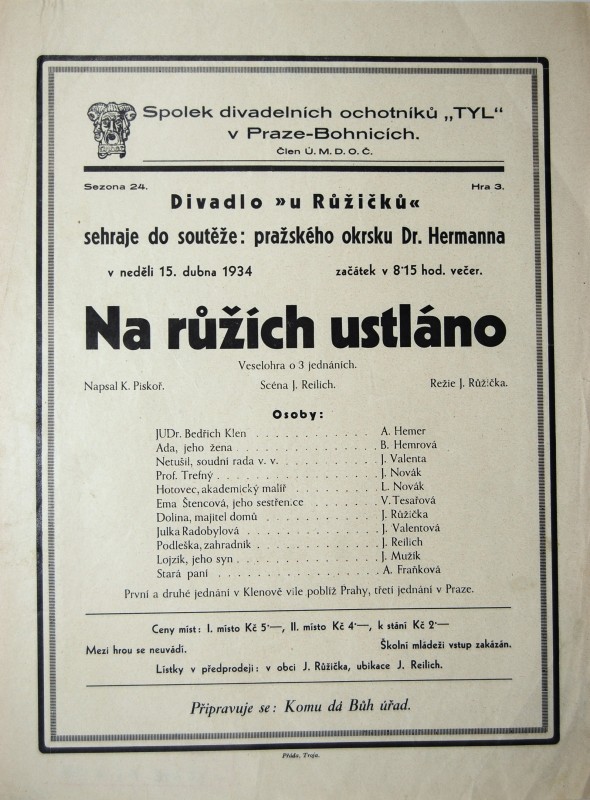 Spolek divadelních ochotníků „TYL“
v Praze-Bohnicích.
Člen Ú. M. D. O. Č.
Sezona 24. Hra 3.
Divadlo »u Růžičků«
sehraje do soutěže: pražského okrsku Dr. Hermanna
v neděli 15. dubna 1934 začátek v 8·15 hod. večer.
Na růžích ustláno
Veselohra o 3 jednáních.
Napsal K. Piskoř. Scéna J. Reilich. Režie J. Růžička.
Osoby:
JUDr. Bedřich Klen . . . . . . . . . . . . A. Hemer
Ada, jeho žena . . . . . . . . . . . . . B. Hemrová
Netušil, soudní rada v. v. . . . . . . . . . J. Valenta
Prof. Trefný . . . . . . . . . . . . . . J. Novák
Hotovec, akademický malíř . . . . . . . . L. Novák
Ema Štencová, jeho sestřenice . . . . . . . V. Tesařová
Dolina, majitel domů . . . . . . . . . . . J. Růžička
Julka Radobylová . . . . . . . . . . . . J. Valentová
Podleška, zahradník . . . . . . . . . . . J. Reilich
Lojzík, jeho syn . . . . . . . . . . . . . J. Mužík
Stará paní . . . . . . . . . . . . . . . A. Fraňková
První a druhé jednání v Klenově vile poblíž Prahy, třetí jednání v Praze.
Ceny míst: I. místo Kč 5·—, II. místo Kč 4·—, k stání Kč 2·—
Mezi hrou se neuvádí. Školní mládeži vstup zakázán.
Lístky v předprodeji: v obci J. Růžička, ubikace J. Reilich.
Připravuje se: Komu dá Bůh úřad.
Přáda, Troja.